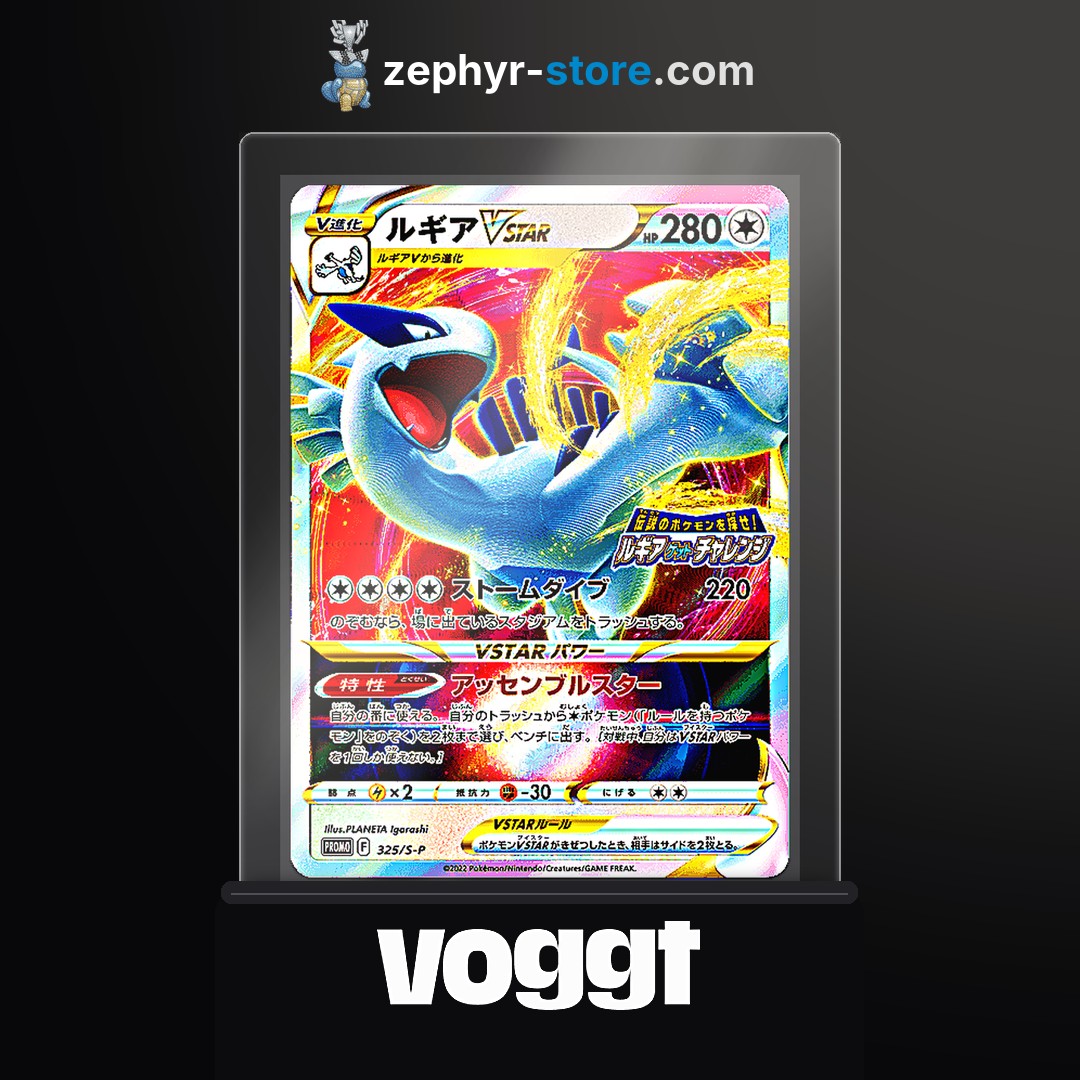 zephyr-store.com
V進化
ルギアVSTAR
HP280
ルギアVから進化
伝説のポケモンを探せ!
ルギアゲットチャレンジ
ストームダイブ 220
のぞむなら、場に出ているスタジアムをトラッシュする。
VSTARパワー
特性 とくせい アッセンブルスター
自分の番に使える。自分のトラッシュから無色ポケモン(「ルールを持つポケ
モン」をのぞく)を2枚まで選び、ベンチに出す。[対戦中、自分はVSTARパワー
を1回しか使えない。]
弱点 ×2 抵抗力 -30 にげる
Illus.PLANETA Igarashi
VSTARルール
ポケモンVSTARがきぜつしたとき、相手はサイドを2枚とる。
PROMO F 325/S-P
©2022 Pokémon/Nintendo/Creatures/GAME FREAK.
voggt